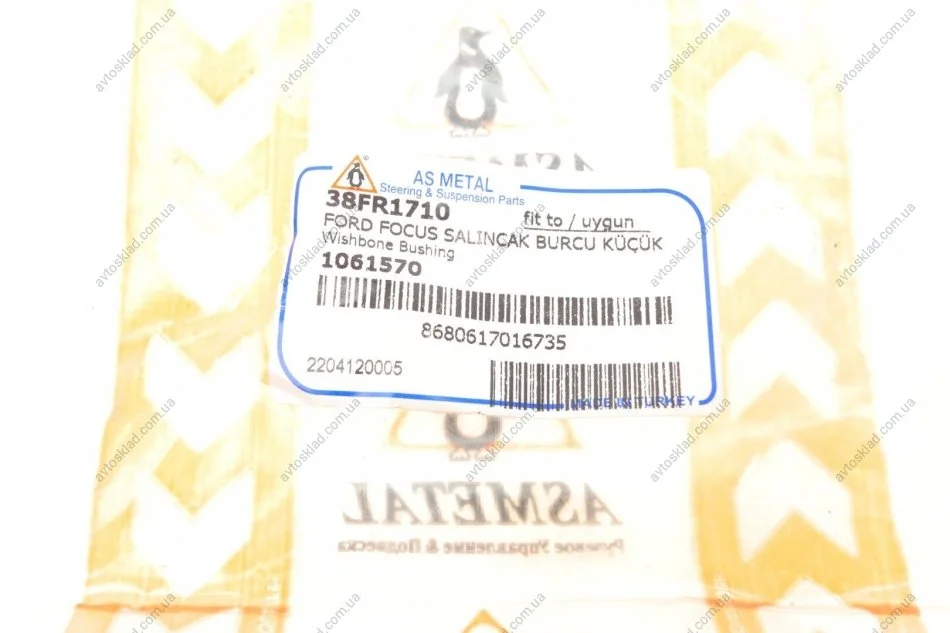 AS METAL
Steering & Suspension Parts
38FR1710
fit to / uygun
FORD FOCUS SALINCAK BURCU KÜÇÜK
Wishbone Bushing
1061570
8680617016735
2204120005
MADE IN TURKEY
ASMETAL
Рулевое Управление & Подвеска
avtosklad.com.ua